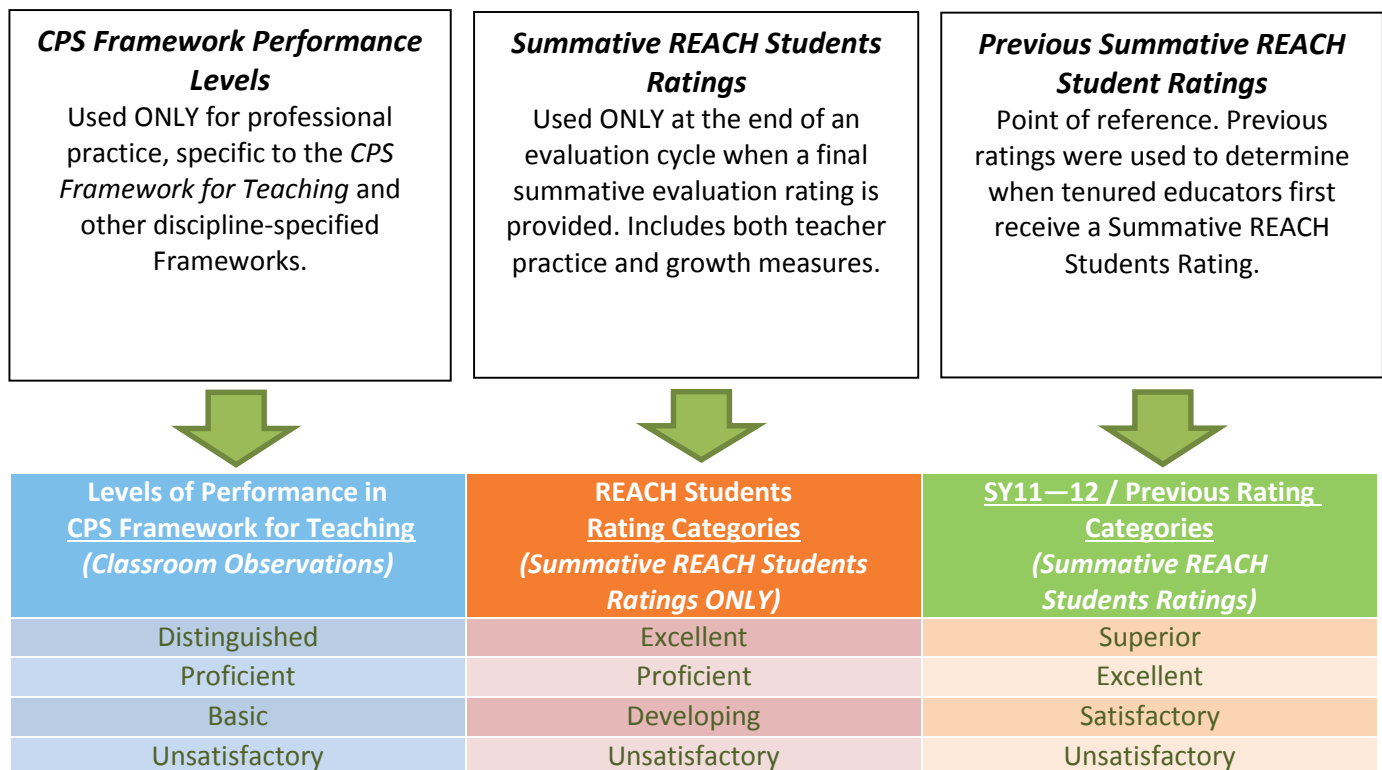 CPS Framework Performance
Levels
Used ONLY for professional
practice, specific to the CPS
Framework for Teaching and
other discipline-specified
Frameworks.
Summative REACH Students
Ratings
Used ONLY at the end of an
evaluation cycle when a final
summative evaluation rating is
provided. Includes both teacher
practice and growth measures.
Previous Summative REACH
Student Ratings
Point of reference. Previous
ratings were used to determine
when tenured educators first
receive a Summative REACH
Students Rating.
Levels of Performance in
CPS Framework for Teaching
(Classroom Observations)
REACH Students
Rating Categories
(Summative REACH Students
Ratings ONLY)
SY11—12 / Previous Rating
Categories
(Summative REACH
Students Ratings)
Distinguished Excellent Superior
Proficient Proficient Excellent
Basic Developing Satisfactory
Unsatisfactory Unsatisfactory Unsatisfactory